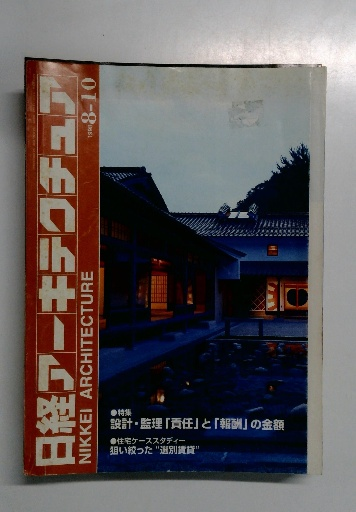 日経アーキテクチュア
NIKKEI ARCHITECTURE
8-10
●特集
設計・監理「責任」と「報酬」の金額
●住宅ケーススタディー
狙い絞った"選別賃貸"